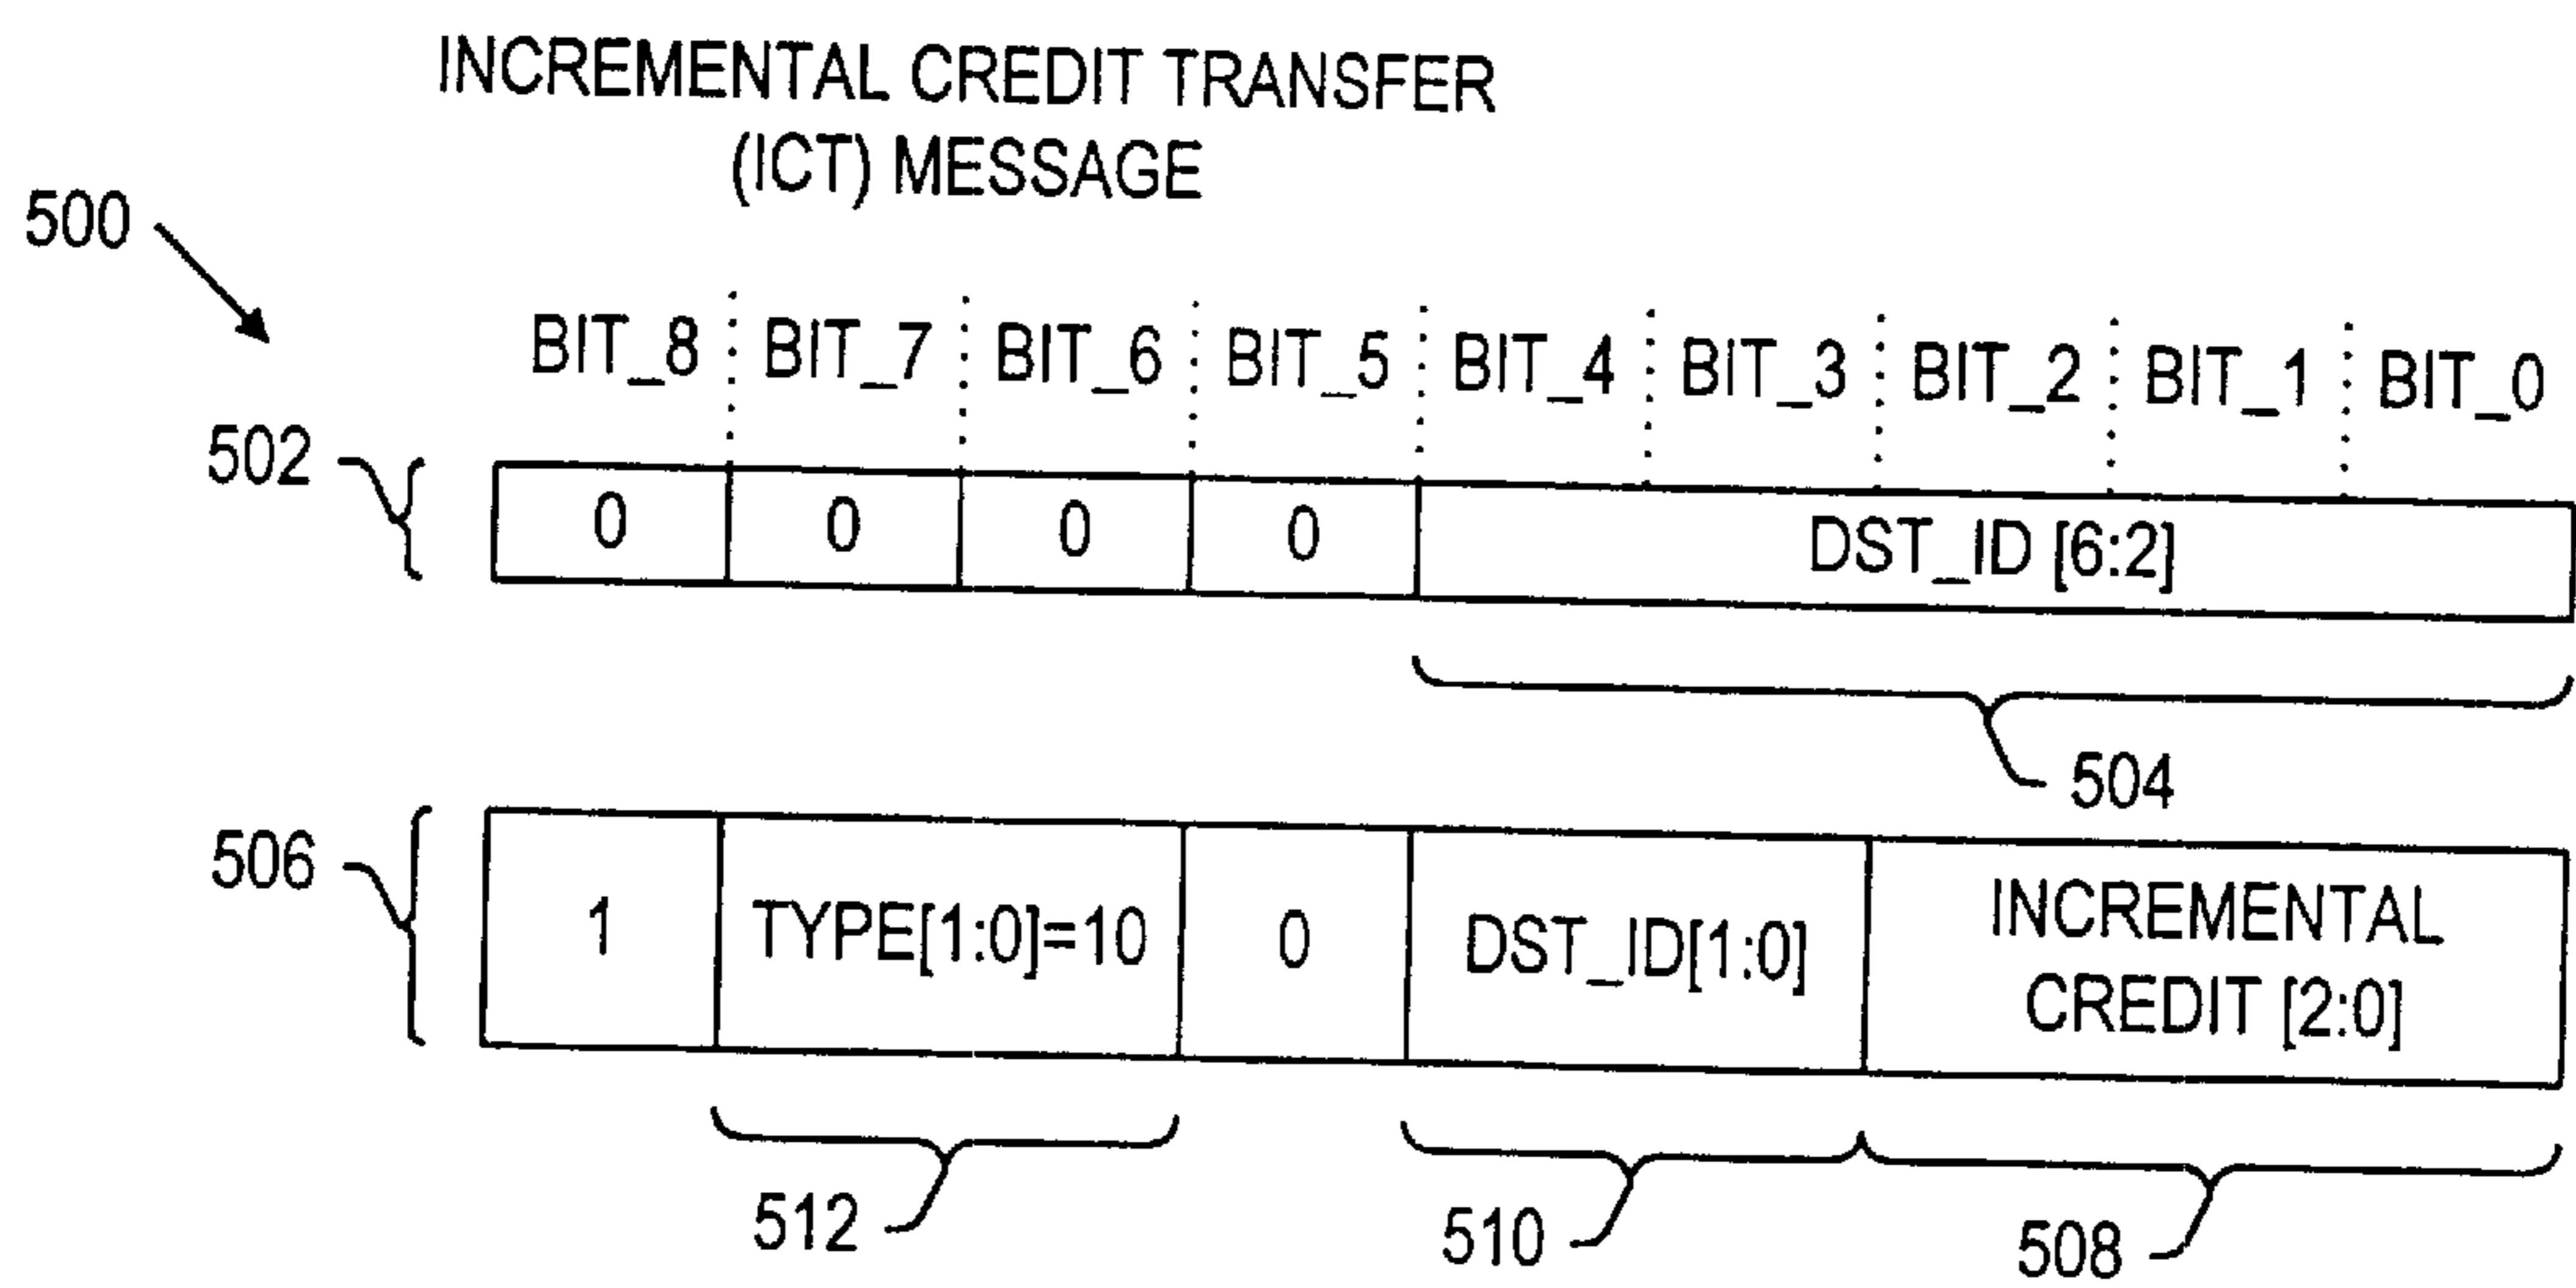 INCREMENTAL CREDIT TRANSFER
(ICT) MESSAGE
500
BIT_8 BIT_7 BIT_6 BIT_5 BIT_4 BIT_3 BIT_2 BIT_1 BIT_0
502
0 0 0 0 DST_ID [6:2]
504
506
1 TYPE[1:0]=10 0 DST_ID[1:0] INCREMENTAL
CREDIT [2:0]
512 510 508